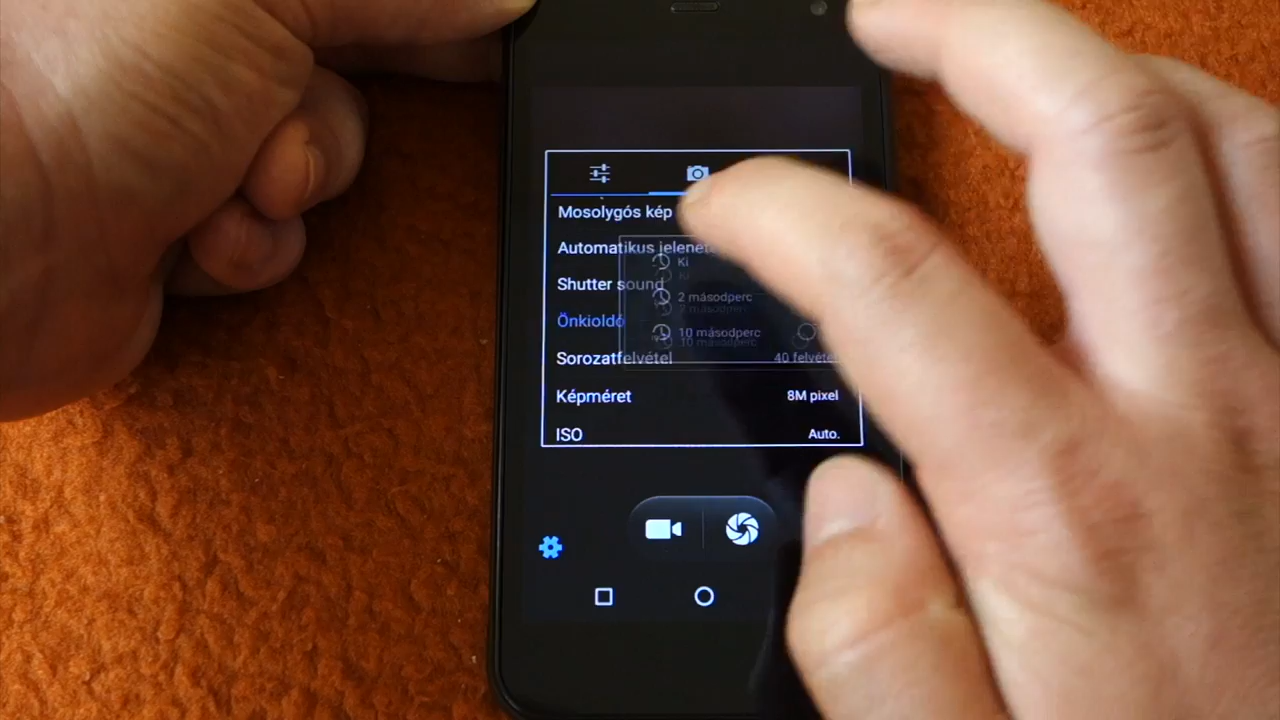 Mosolygós kép
Automatikus jelenet
Ki
Shutter sound
2 másodperc
Önkioldó
10 másodperc
Sorozatfelvétel 40 felvétel
Képméret 8M pixel
ISO Auto.